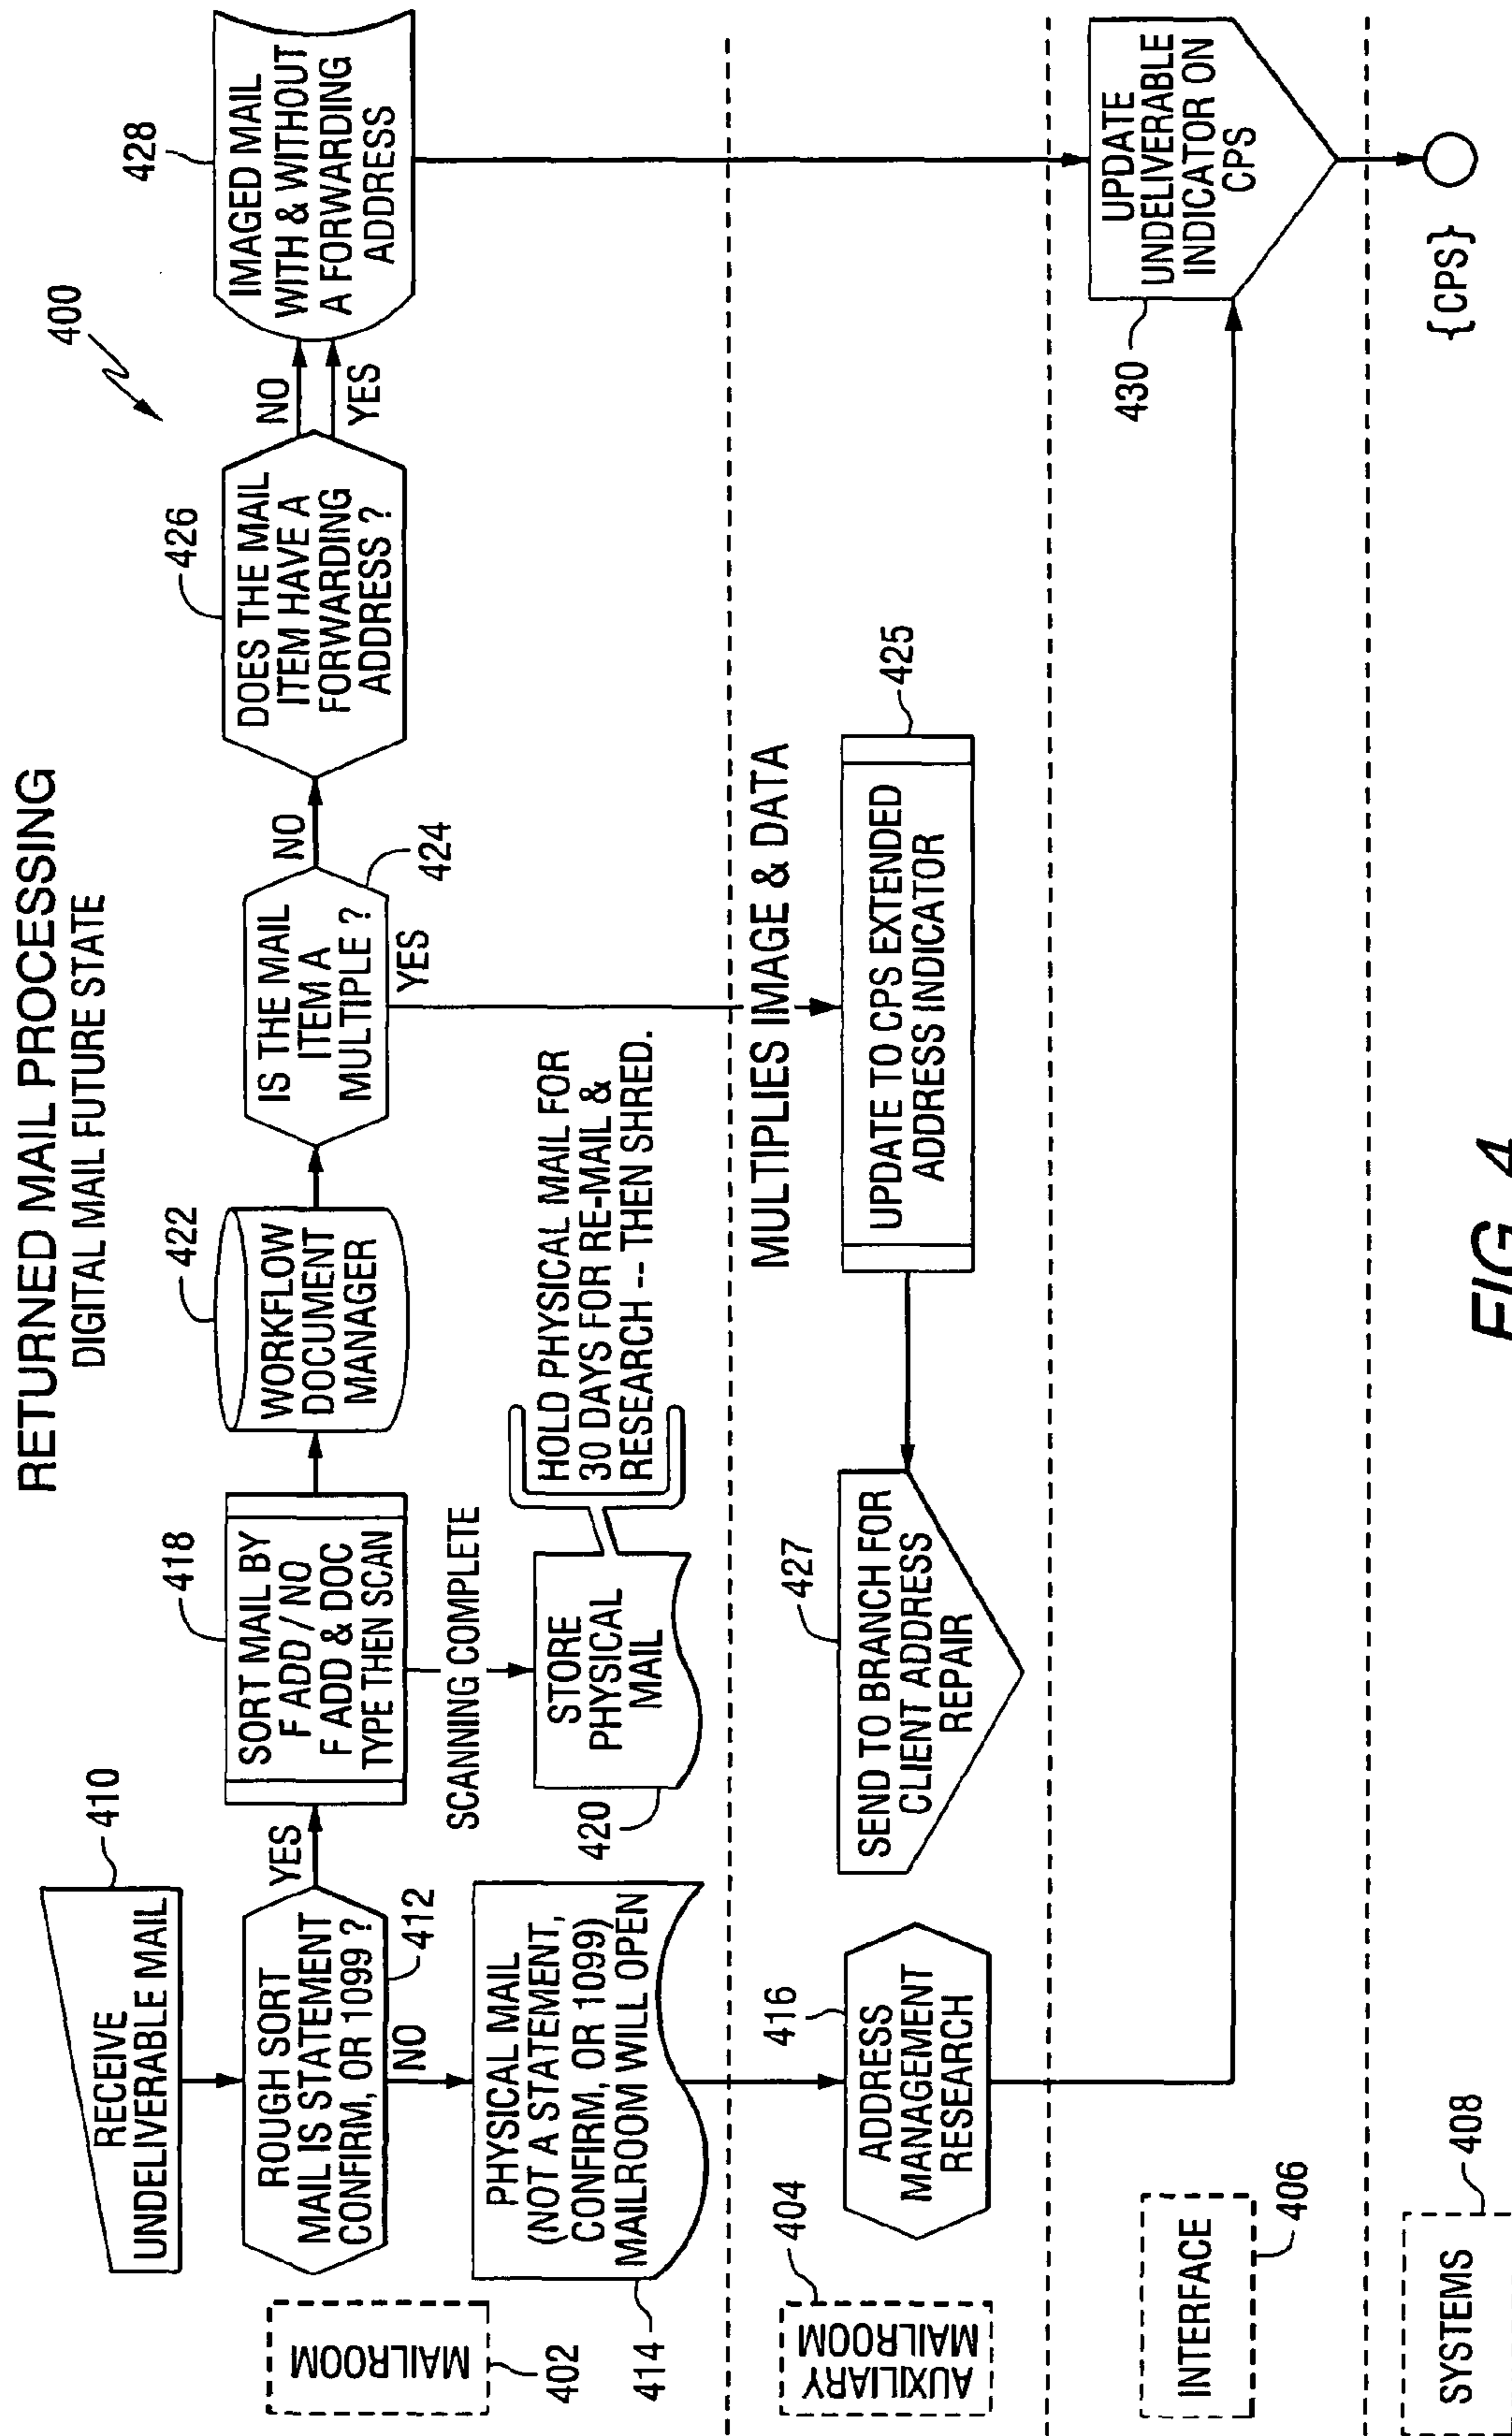 RETURNED MAIL PROCESSING
DIGITAL MAIL FUTURE STATE
400
410
RECEIVE
UNDELIVERABLE MAIL
ROUGH SORT
MAIL IS STATEMENT
CONFIRM, OR 1099 ?
412
YES
NO
PHYSICAL MAIL
(NOT A STATEMENT,
CONFIRM, OR 1099)
MAILROOM WILL OPEN
414
MAILROOM
402
418
SORT MAIL BY
F ADD / NO
F ADD & DOC
TYPE THEN SCAN
SCANNING COMPLETE
STORE
PHYSICAL
MAIL
420
HOLD PHYSICAL MAIL FOR
30 DAYS FOR RE-MAIL &
RESEARCH -- THEN SHRED.
422
WORKFLOW
DOCUMENT
MANAGER
IS THE MAIL
ITEM A
MULTIPLE ?
424
NO
YES
426
DOES THE MAIL
ITEM HAVE A
FORWARDING
ADDRESS ?
NO
YES
428
IMAGED MAIL
WITH & WITHOUT
A FORWARDING
ADDRESS
AUXILIARY
MAILROOM
404
416
ADDRESS
MANAGEMENT
RESEARCH
427
SEND TO BRANCH FOR
CLIENT ADDRESS
REPAIR
MULTIPLIES IMAGE & DATA
UPDATE TO CPS EXTENDED
ADDRESS INDICATOR
425
INTERFACE
406
430
UPDATE
UNDELIVERABLE
INDICATOR ON
CPS
SYSTEMS
408
{CPS}
FIG. 4